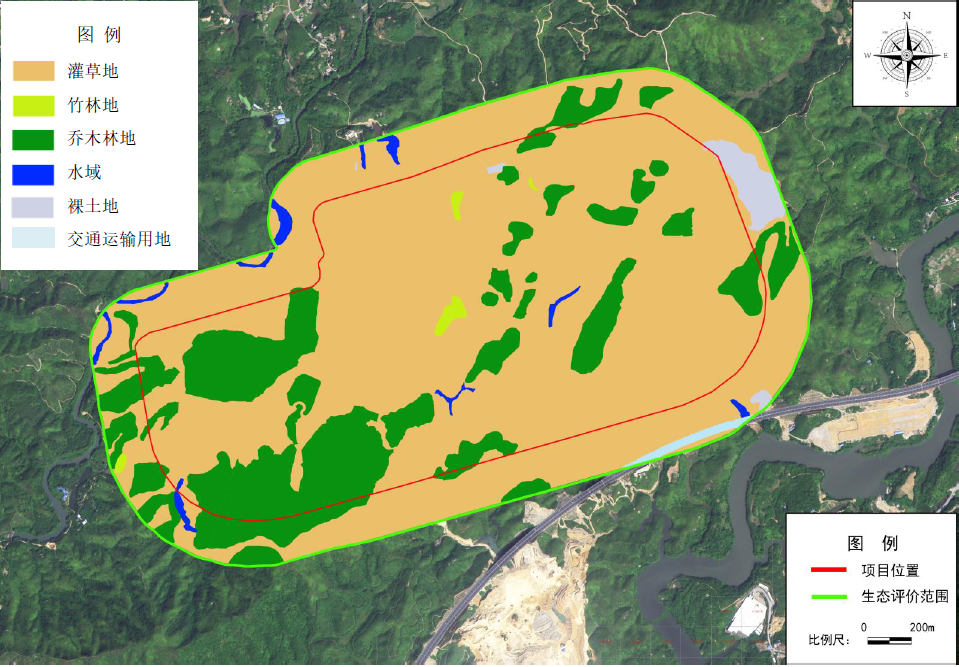 图 例
灌草地
竹林地
乔木林地
水域
裸土地
交通运输用地
N
W
E
S
图 例
项目位置
生态评价范围
0 200m
比例尺：